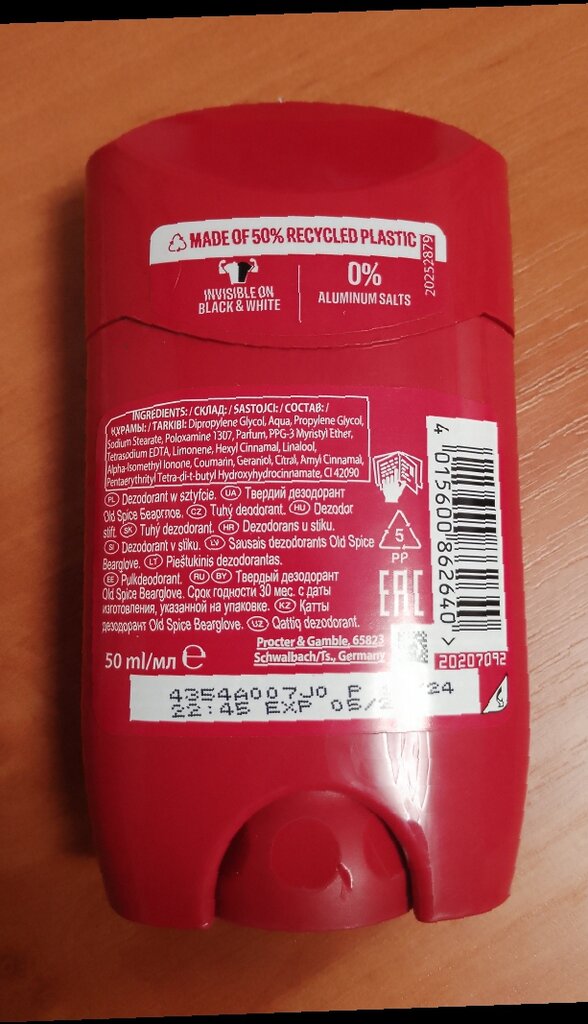 MADE OF 50% RECYCLED PLASTIC
20252879
INVISIBLE ON
BLACK & WHITE
0%
ALUMINUM SALTS
INGREDIENTS: / СКЛАД: / SASTOJCI: / СОСТАВ: /
ҚҰРАМЫ: / TARKIBI: Dipropylene Glycol, Aqua, Propylene Glycol,
Sodium Stearate, Poloxamine 1307, Parfum, PPG-3 Myristyl Ether,
Tetrasodium EDTA, Limonene, Hexyl Cinnamal, Linalool,
Alpha-Isomethyl Ionone, Coumarin, Geraniol, Citral, Amyl Cinnamal,
Pentaerythrityl Tetra-di-t-butyl Hydroxyhydrocinnamate, CI 42090
PL Dezodorant w sztyfcie. UA Твердий дезодорант
Old Spice Беарглов. CZ Tuhý deodorant. HU Dezodor
stift. SK Tuhý dezodorant. HR Dezodorans u stiku.
SI Dezodorant v stiku. LV Sausais dezodorants Old Spice
Bearglove. LT Pieštukinis dezodorantas.
EE Pulkdeodorant. RU BY Твердый дезодорант
Old Spice Bearglove. Срок годности 30 мес. с даты
изготовления, указанной на упаковке. KZ Қатты
дезодорант Old Spice Bearglove. UZ Qattiq dezodorant.
5
PP
EAC
4 015600 862640 >
Procter & Gamble, 65823
Schwalbach/Ts., Germany
50 ml/мл e
20207092
4354A007J0 P 24
22:45 EXP 05/